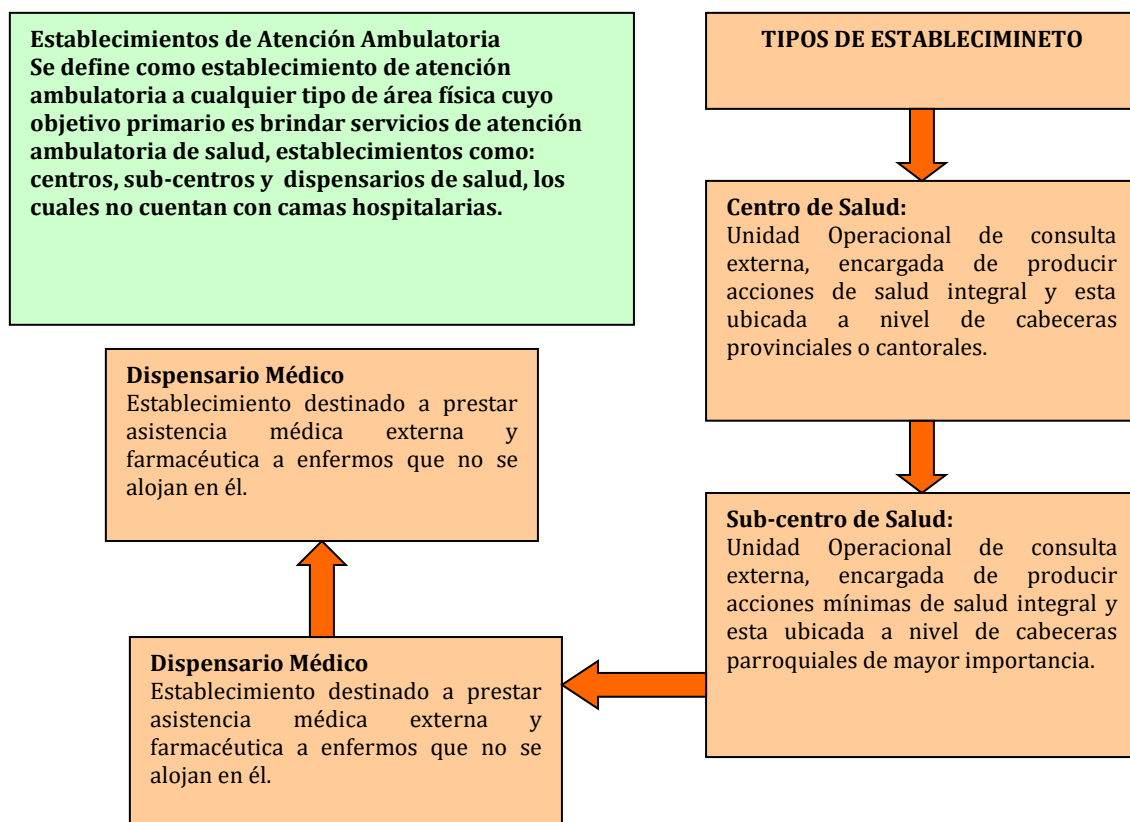 Establecimientos de Atención Ambulatoria
Se define como establecimiento de atención
ambulatoria a cualquier tipo de área física cuyo
objetivo primario es brindar servicios de atención
ambulatoria de salud, establecimientos como:
centros, sub-centros y dispensarios de salud, los
cuales no cuentan con camas hospitalarias.
TIPOS DE ESTABLECIMINETO
Centro de Salud:
Unidad Operacional de consulta
externa, encargada de producir
acciones de salud integral y esta
ubicada a nivel de cabeceras
provinciales o cantorales.
Sub-centro de Salud:
Unidad Operacional de consulta
externa, encargada de producir
acciones mínimas de salud integral y
esta ubicada a nivel de cabeceras
parroquiales de mayor importancia.
Dispensario Médico
Establecimiento destinado a prestar
asistencia médica externa y
farmacéutica a enfermos que no se
alojan en él.
Dispensario Médico
Establecimiento destinado a prestar
asistencia médica externa y
farmacéutica a enfermos que no se
alojan en él.